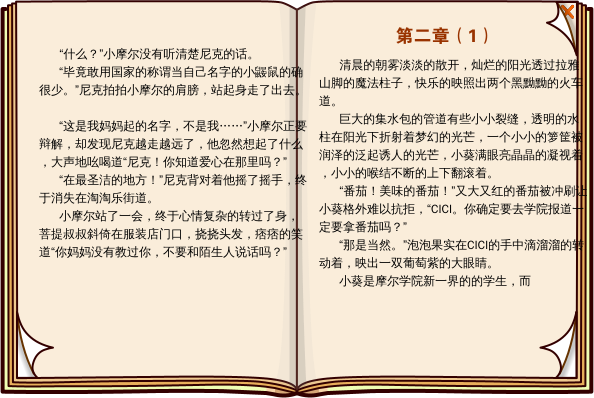 “什么？”小摩尔没有听清楚尼克的话。
“毕竟敢用国家的称谓当自己名字的小鼹鼠的确
很少。”尼克拍拍小摩尔的肩膀，站起身走了出去。
“这是我妈妈起的名字，不是我……”小摩尔正要
辩解，却发现尼克越走越远了，他忽然想起了什么
，大声地吆喝道“尼克！你知道爱心在那里吗？”
“在最圣洁的地方！”尼克背对着他摇了摇手，终
于消失在淘淘乐街道。
小摩尔站了一会，终于心情复杂的转过了身，
菩提叔叔斜倚在服装店门口，挠挠头发，痞痞的笑
道“你妈妈没有教过你，不要和陌生人说话吗？”
第二章（1）
清晨的朝雾淡淡的散开，灿烂的阳光透过拉雅
山脚的魔法柱子，快乐的映照出两个黑黝黝的火车
道。
巨大的集水包的管道有些小小裂缝，透明的水
柱在阳光下折射着梦幻的光芒，一个小小的箩筐被
润泽的泛起诱人的光芒，小葵满眼亮晶晶的凝视着
，小小的喉结不断的上下翻滚着。
“番茄！美味的番茄！”又大又红的番茄被冲刷让
小葵格外难以抗拒，“CICI。你确定要去学院报道一
定要拿番茄吗？”
“那是当然。”泡泡果实在CICI的手中滴溜溜的转
动着，映出一双葡萄紫的大眼睛。
小葵是摩尔学院新一界的的学生，而